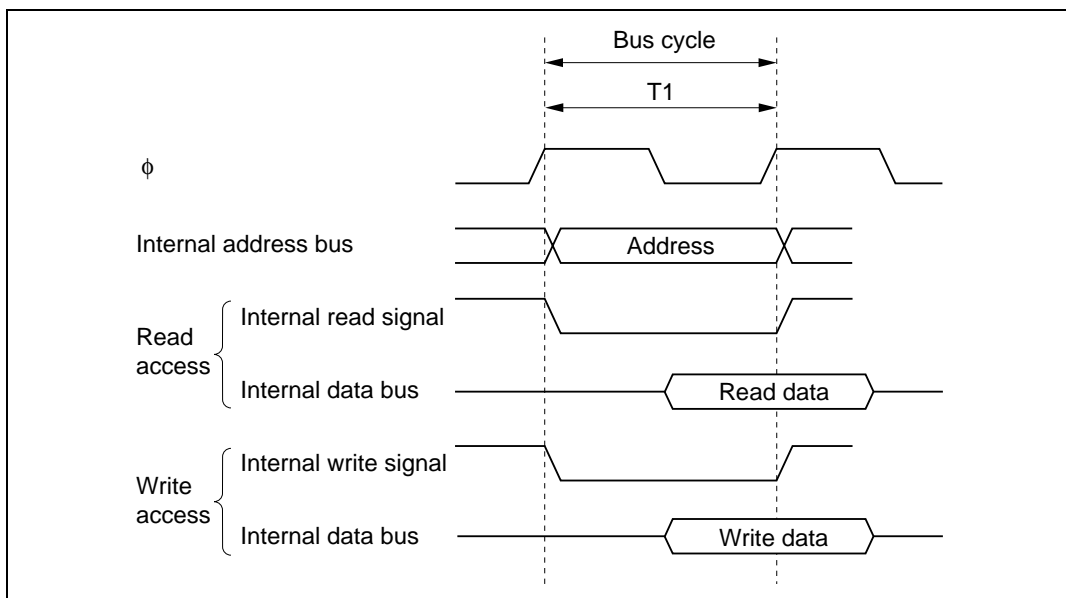 Bus cycle
T1
ϕ
Internal address bus
Address
Read
access
Internal read signal
Internal data bus
Read data
Write
access
Internal write signal
Internal data bus
Write data